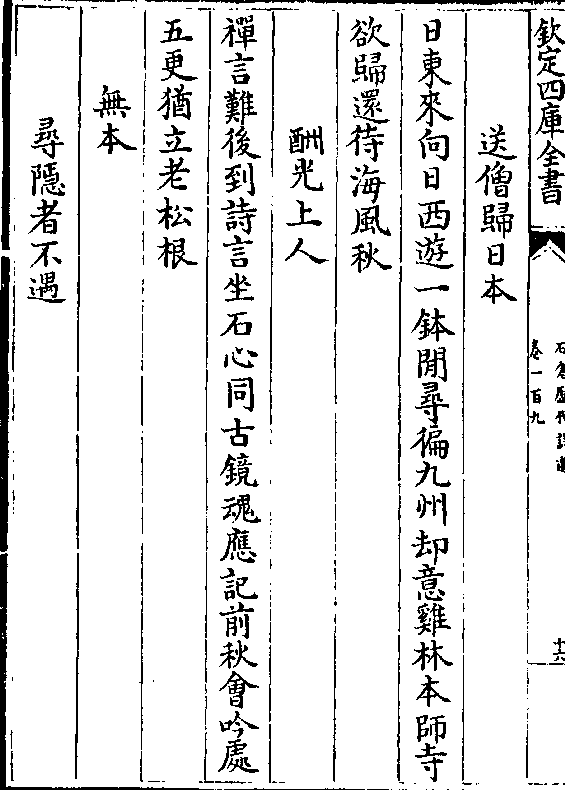 欽定四庫全書
石倉歷代詩選
卷一百九
十六
送僧歸日本
日東來向日西遊一鉢閒尋徧九州却意雞林本師寺
欲歸還待海風秋
酬光上人
禪言難後到詩言坐石心同古鏡魂應記前秋會吟處
五更猶立老松根
無本
尋隱者不遇